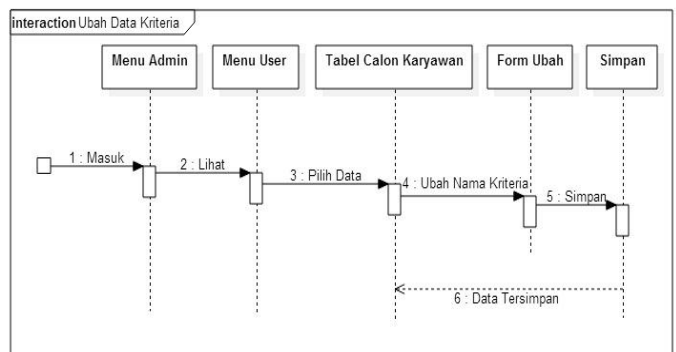 interaction Ubah Data Kriteria
Menu Admin
Menu User
Tabel Calon Karyawan
Form Ubah
Simpan
1 : Masuk
2 : Lihat
3 : Pilih Data
4 : Ubah Nama Kriteria
5 : Simpan
6 : Data Tersimpan